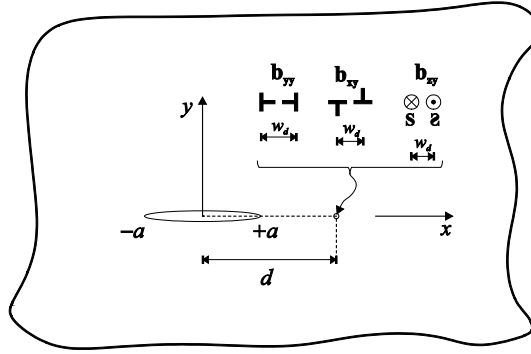 b_yy b_xy b_zy
y
S Ƨ
w_d w_d
w_d
−a +a x
d